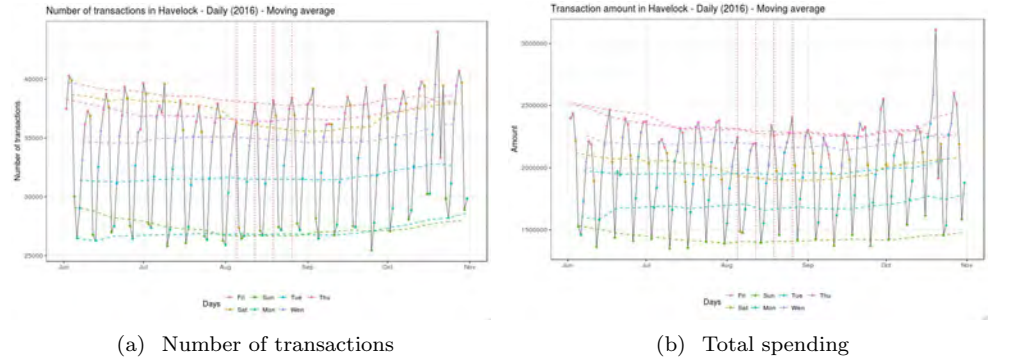 Number of transactions in Havelock - Daily (2016) - Moving average
Number of transactions
40000
35000
30000
25000
Jun Jul Aug Sep Oct Nov
Days
Fri Sun Tue Thu
Sat Mon Wen
(a) Number of transactions
Transaction amount in Havelock - Daily (2016) - Moving average
Amount
3000000
2500000
2000000
1500000
Jun Jul Aug Sep Oct Nov
Days
Fri Sun Tue Thu
Sat Mon Wen
(b) Total spending